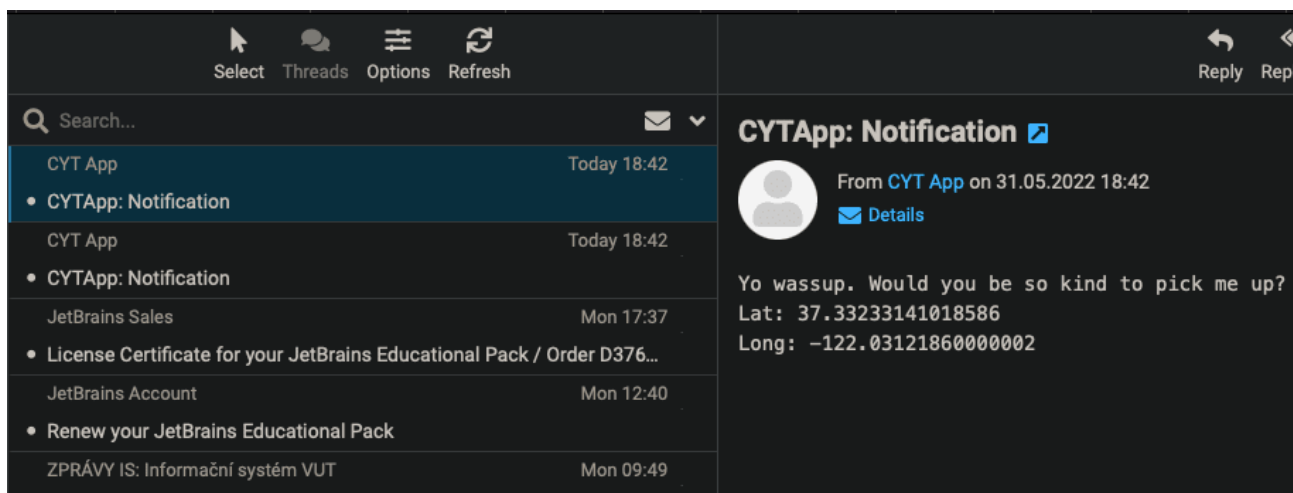 Select Threads Options Refresh
Search...
CYT App Today 18:42
CYTApp: Notification
CYT App Today 18:42
CYTApp: Notification
JetBrains Sales Mon 17:37
License Certificate for your JetBrains Educational Pack / Order D376...
JetBrains Account Mon 12:40
Renew your JetBrains Educational Pack
ZPRÁVY IS: Informační systém VUT Mon 09:49
Reply Rep
CYTApp: Notification
From CYT App on 31.05.2022 18:42
Details
Yo wassup. Would you be so kind to pick me up?
Lat: 37.33233141018586
Long: -122.03121860000002